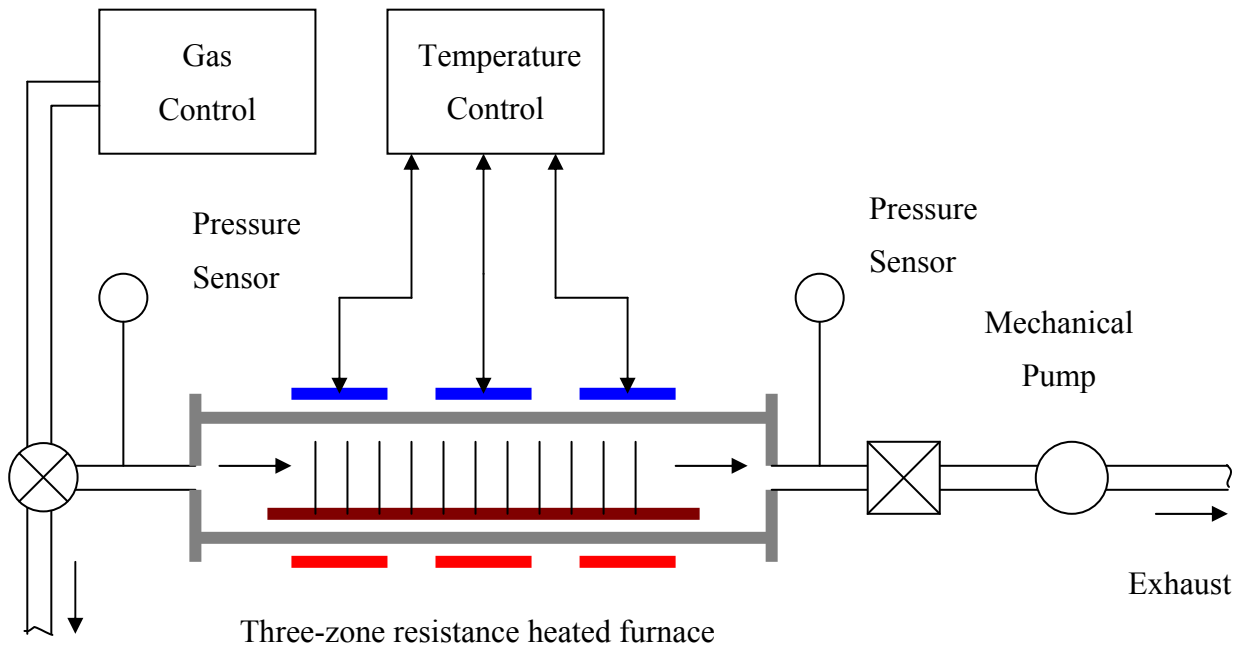 Gas
Control
Temperature
Control
Pressure
Sensor
Pressure
Sensor
Mechanical
Pump
Exhaust
Three-zone resistance heated furnace